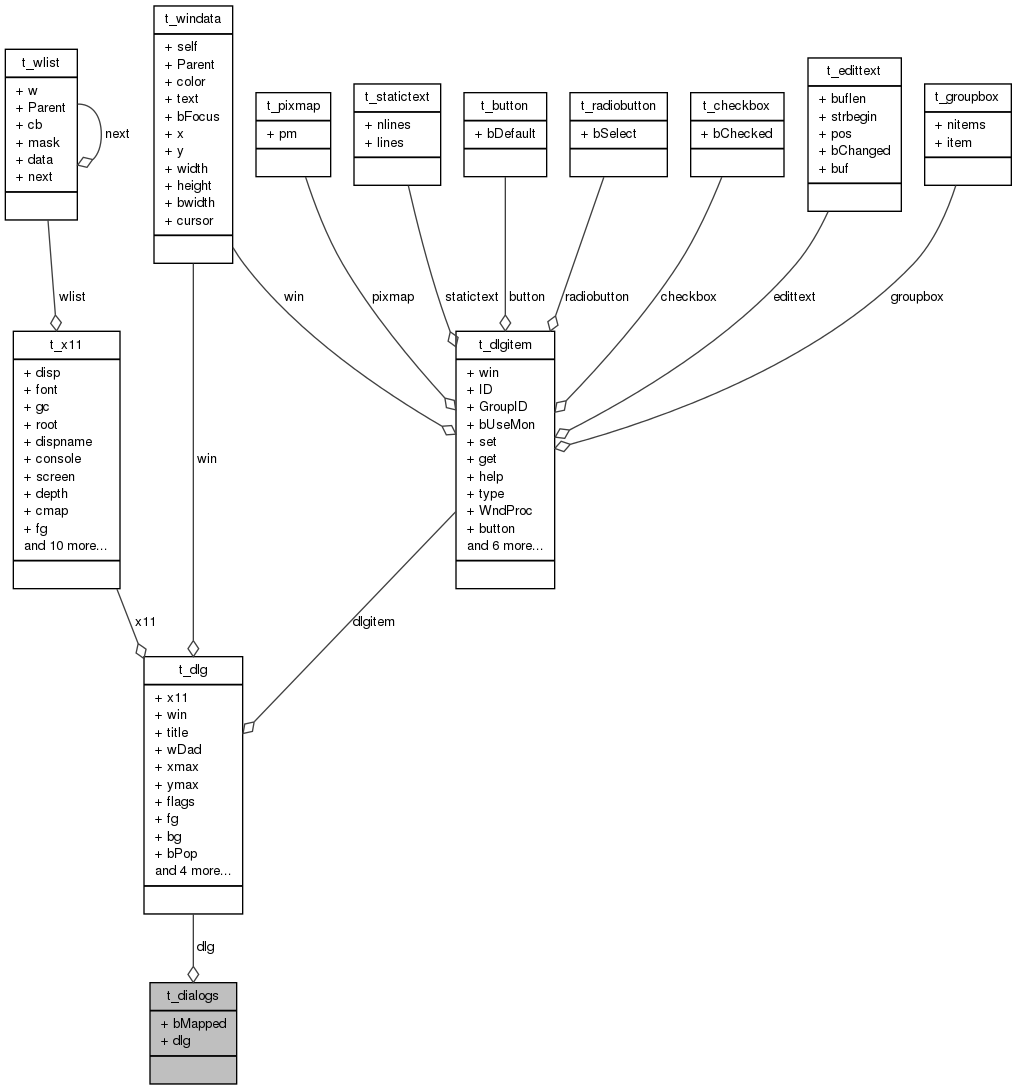 t_windata
+ self
+ Parent
+ color
+ text
+ bFocus
+ x
+ y
+ width
+ height
+ bwidth
+ cursor
t_wlist
+ w
+ Parent
+ cb
+ mask
+ data
+ next
next
t_pixmap
+ pm
t_statictext
+ nlines
+ lines
t_button
+ bDefault
t_radiobutton
+ bSelect
t_checkbox
+ bChecked
t_edittext
+ buflen
+ strbegin
+ pos
+ bChanged
+ buf
t_groupbox
+ nitems
+ item
wlist
win
pixmap
statictext
button
radiobutton
checkbox
edittext
groupbox
t_x11
+ disp
+ font
+ gc
+ root
+ dispname
+ console
+ screen
+ depth
+ cmap
+ fg
and 10 more...
win
t_dlgitem
+ win
+ ID
+ GroupID
+ bUseMon
+ set
+ get
+ help
+ type
+ WndProc
+ button
and 6 more...
x11
dlgitem
t_dlg
+ x11
+ win
+ title
+ wDad
+ xmax
+ ymax
+ flags
+ fg
+ bg
+ bPop
and 4 more...
dlg
t_dialogs
+ bMapped
+ dlg